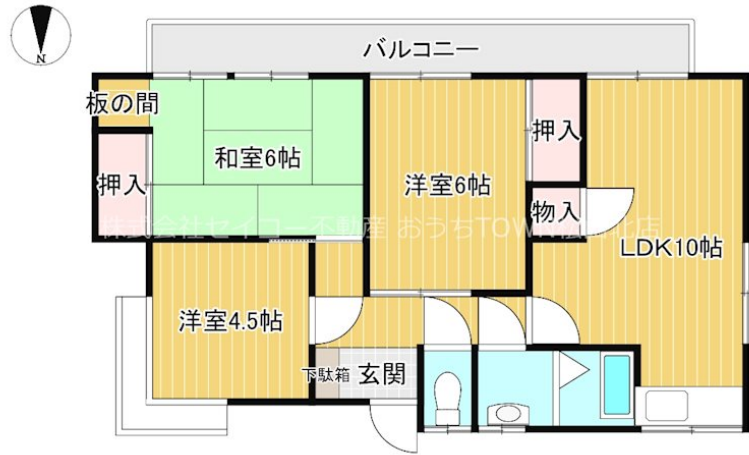 N
バルコニー
板の間
和室6帖
押入
洋室6帖
押入
物入
LDK10帖
株式会社セイコー不動産 おうちTOWN
北店
洋室4.5帖
下駄箱
玄関